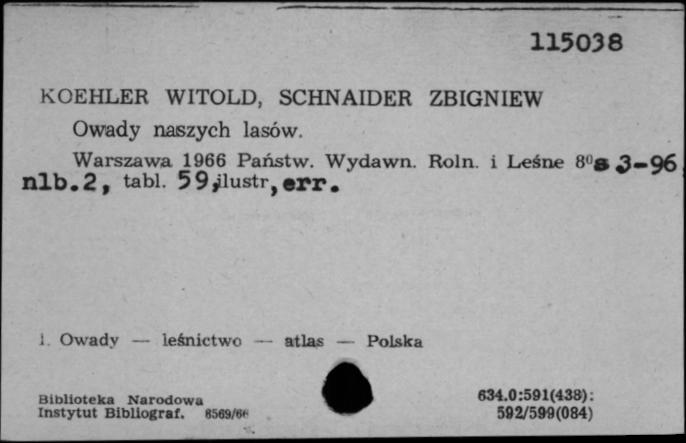 115038
KOEHLER WITOLD, SCHNAIDER ZBIGNIEW
Owady naszych lasów.
Warszawa 1966 Państw. Wydawn. Roln. i Leśne 8⁰s 3-96,
nlb.2, tabl. 59,ilustr,err.
1. Owady — leśnictwo — atlas — Polska
Biblioteka Narodowa
Instytut Bibliograf. 8569/66
634.0:591(438):
592/599(084)